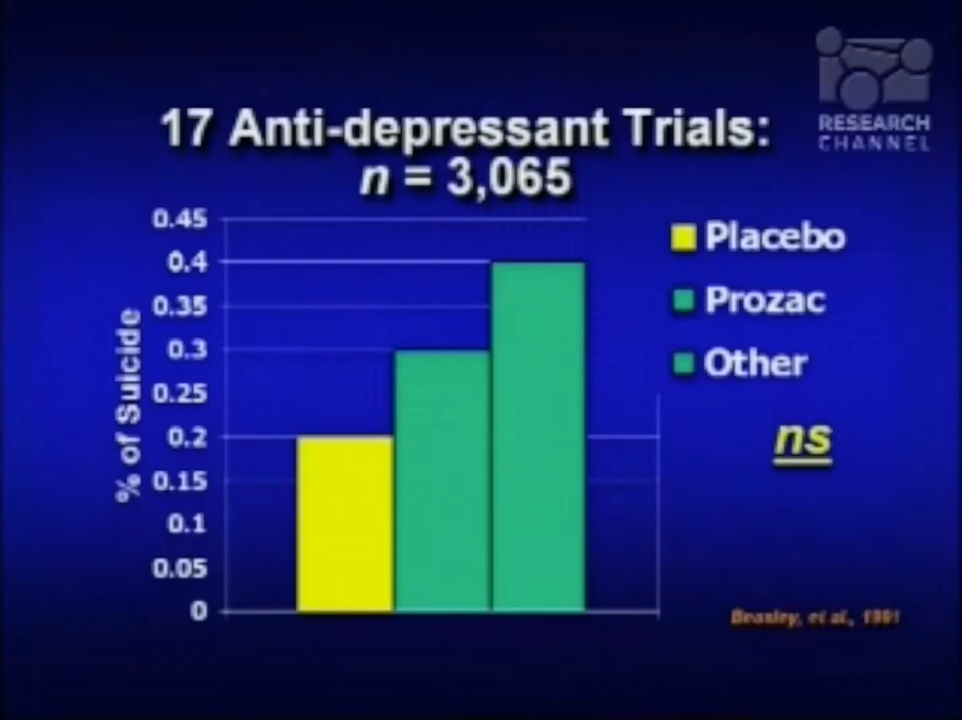 RESEARCH
CHANNEL
17 Anti-depressant Trials:
n = 3,065
0.45
0.4
0.35
0.3
0.25
0.2
0.15
0.1
0.05
0
% of Suicide
Placebo
Prozac
Other
ns
Beasley, et al., 1991